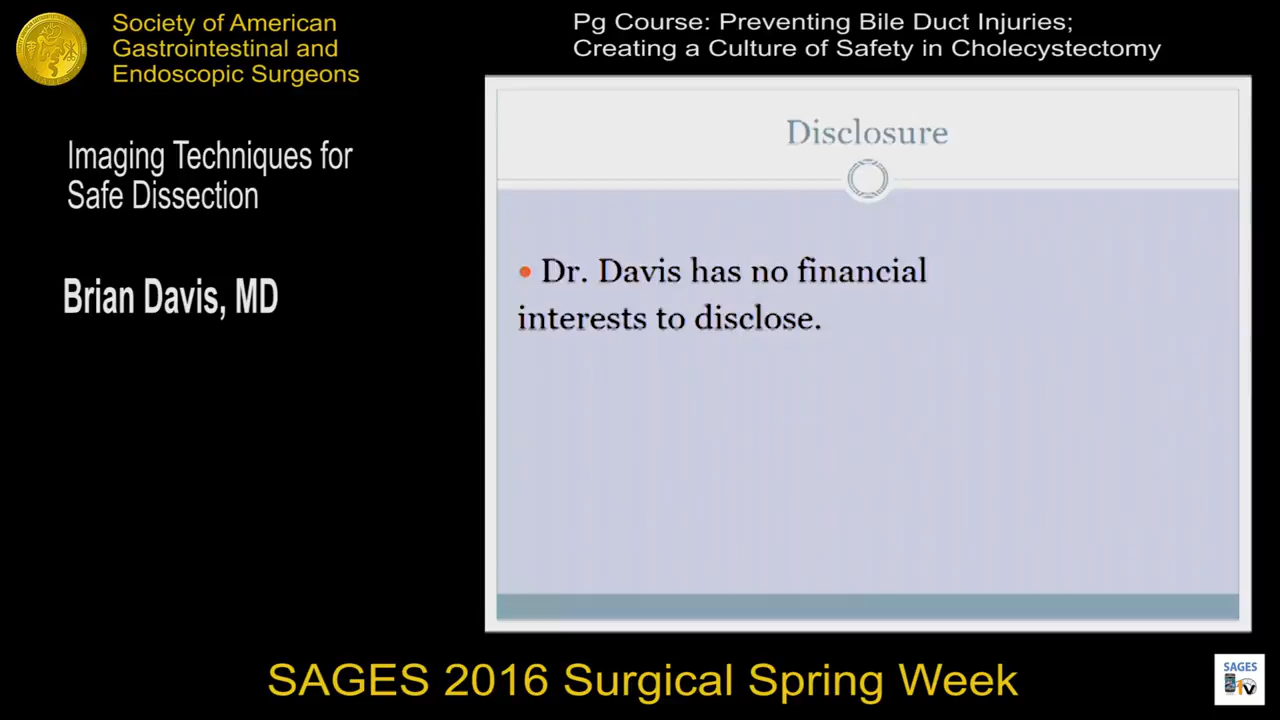 Society of American
Gastrointestinal and
Endoscopic Surgeons
Pg Course: Preventing Bile Duct Injuries;
Creating a Culture of Safety in Cholecystectomy
Imaging Techniques for
Safe Dissection
Brian Davis, MD
Disclosure
• Dr. Davis has no financial
interests to disclose.
SAGES 2016 Surgical Spring Week
SAGES
TV